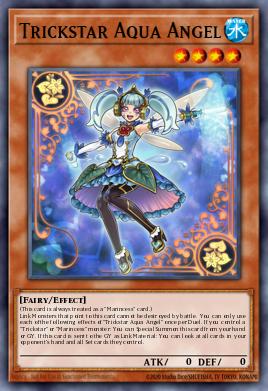 TRICKSTAR AQUA ANGEL
WATER
水
[FAIRY/EFFECT]
(This card is always treated as a "Marincess" card.)
Link Monsters that point to this card cannot be destroyed by battle. You can only use
each of the following effects of "Trickstar Aqua Angel" once per Duel. If you control a
"Trickstar" or "Marincess" monster: You can Special Summon this card from your hand
or GY. If this card is sent to the GY as Link Material: You can look at all cards in your
opponent's hand and all Set cards they control.
ATK/ 0 DEF/ 0
©2020 Studio Dice/SHUEISHA, TV TOKYO, KONAMI